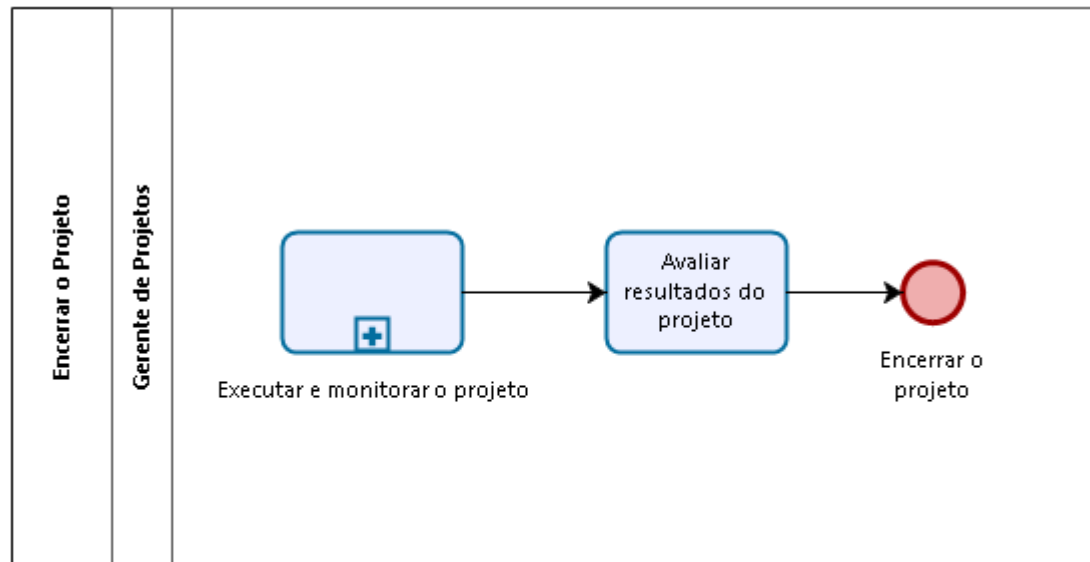 Encerrar o Projeto
Gerente de Projetos
Executar e monitorar o projeto
Avaliar
resultados do
projeto
Encerrar o
projeto